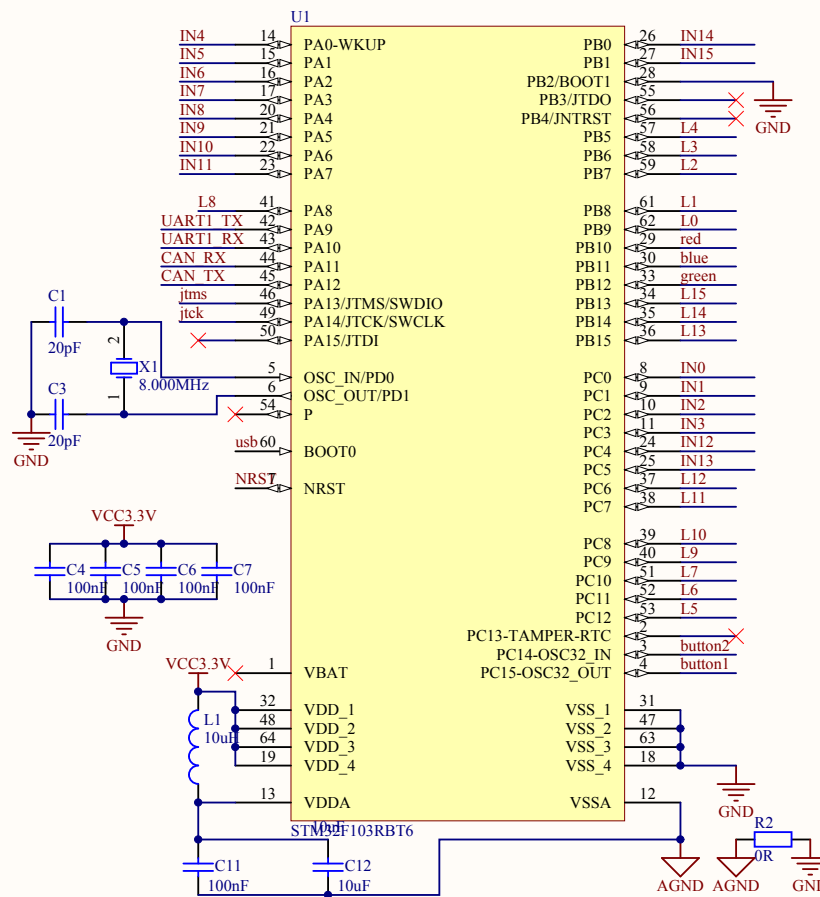 U1
IN4 14 PA0-WKUP PB0 26 IN14
IN5 15 PA1 PB1 27 IN15
IN6 16 PA2 PB2/BOOT1 28
IN7 17 PA3 PB3/JTDO 55
IN8 20 PA4 PB4/JNTRST 56
GND
IN9 21 PA5 PB5 57 L4
IN10 22 PA6 PB6 58 L3
IN11 23 PA7 PB7 59 L2
L8 41 PA8 PB8 61 L1
UART1_TX 42 PA9 PB9 62 L0
UART1_RX 43 PA10 PB10 29 red
CAN_RX 44 PA11 PB11 30 blue
CAN_TX 45 PA12 PB12 33 green
jtms 46 PA13/JTMS/SWDIO PB13 34 L15
jtck 49 PA14/JTCK/SWCLK PB14 35 L14
50 PA15/JTDI PB15 36 L13
C1
20pF
2
X1
8.000MHz
1
C3
20pF
GND
5 OSC_IN/PD0 PC0 8 IN0
6 OSC_OUT/PD1 PC1 9 IN1
54 P PC2 10 IN2
PC3 11 IN3
usb 60 BOOT0 PC4 24 IN12
PC5 25 IN13
NRST 7 NRST PC6 37 L12
PC7 38 L11
VCC3.3V
PC8 39 L10
PC9 40 L9
C4 C5 C6 C7 PC10 51 L7
100nF 100nF 100nF 100nF PC11 52 L6
PC12 53 L5
GND
PC13-TAMPER-RTC 2
PC14-OSC32_IN 3 button2
VCC3.3V 1 VBAT PC15-OSC32_OUT 4 button1
32 VDD_1 VSS_1 31
L1 48 VDD_2 VSS_2 47
10uH 64 VDD_3 VSS_3 63
19 VDD_4 VSS_4 18
GND
13 VDDA VSSA 12
10uF
STM32F103RBT6
R2
0R
C11 C12
100nF 10uF
AGND AGND GND